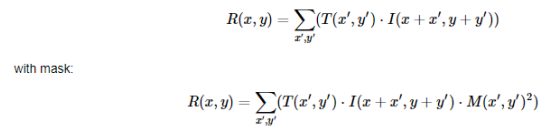 R(x, y) = ∑x′,y′ (T(x′, y′) · I(x + x′, y + y′))
with mask:
R(x, y) = ∑x′,y′ (T(x′, y′) · I(x + x′, y + y′) · M(x′, y′)²)